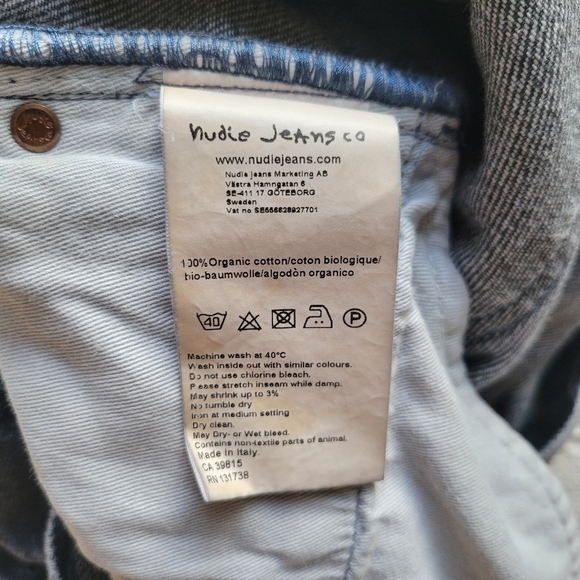 nudie jeans co
www.nudiejeans.com
Nudie Jeans Marketing AB
Västra Hamngatan 6
SE-411 17 GÖTEBORG
Sweden
Vat no SE556628927701
100%Organic cotton/coton biologique/
bio-baumwolle/algodòn organico
40
P
Machine wash at 40°C
Wash inside out with similar colours.
Do not use chlorine bleach.
Please stretch inseam while damp.
May shrink up to 3%
No tumble dry
Iron at medium setting
Dry clean.
May Dry- or Wet bleed.
Contains non-textile parts of animal.
Made in Italy.
CA 39815
RN 131738